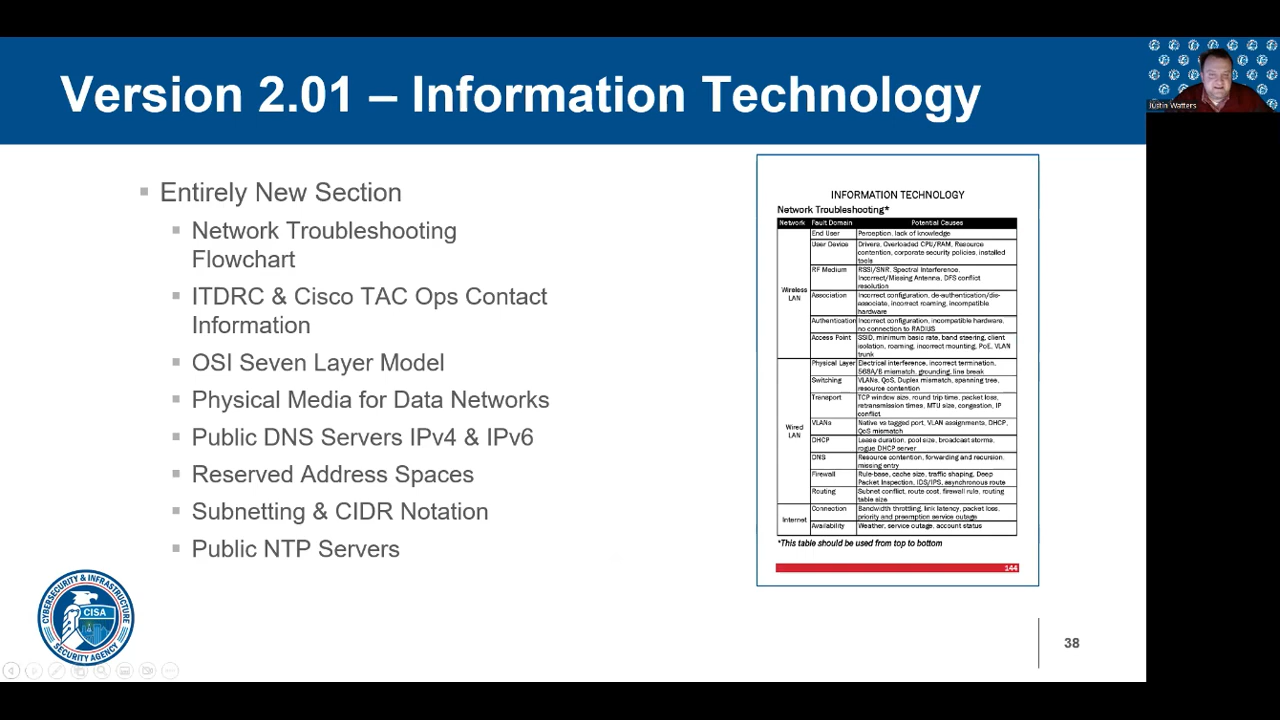 Version 2.01 – Information Technology
Justin Watters
Entirely New Section
Network Troubleshooting
Flowchart
ITDRC & Cisco TAC Ops Contact
Information
OSI Seven Layer Model
Physical Media for Data Networks
Public DNS Servers IPv4 & IPv6
Reserved Address Spaces
Subnetting & CIDR Notation
Public NTP Servers
INFORMATION TECHNOLOGY
Network Troubleshooting*
Network Fault Domain Potential Causes
Wireless
LAN
End User Perception, lack of knowledge
User Device Drivers, Overloaded CPU/RAM, Resource
contention, corporate security policies, installed
tools
RF Medium RSSI/SNR, Spectral Interference,
Incorrect/Missing Antenna, DFS conflict
resolution
Association Incorrect configuration, de-authentication/dis-
associate, incorrect roaming, incompatible
hardware
Authentication Incorrect configuration, incompatible hardware,
no connection to RADIUS
Access Point SSID, minimum basic rate, band steering, client
isolation, roaming, incorrect mounting, PoE, VLAN
trunk
Wired
LAN
Physical Layer Electrical interference, incorrect termination,
568A/B mismatch, grounding, line break
Switching VLANs, QoS, Duplex mismatch, spanning tree,
resource contention
Transport TCP window size, round trip time, packet loss,
retransmission times, MTU size, congestion, IP
conflict
VLANs Native vs tagged port, VLAN assignments, DHCP,
QoS mismatch
DHCP Lease duration, pool size, broadcast storms,
rogue DHCP server
DNS Resource contention, forwarding and recursion,
missing entry
Firewall Rule-base, cache size, traffic shaping, Deep
Packet Inspection, IDS/IPS, asynchronous route
Routing Subnet conflict, route cost, firewall rule, routing
table size
Internet
Connection Bandwidth throttling, link latency, packet loss,
priority and preemption service outage
Availability Weather, service outage, account status
*This table should be used from top to bottom
144
CYBERSECURITY & INFRASTRUCTURE
CISA
SECURITY AGENCY
38